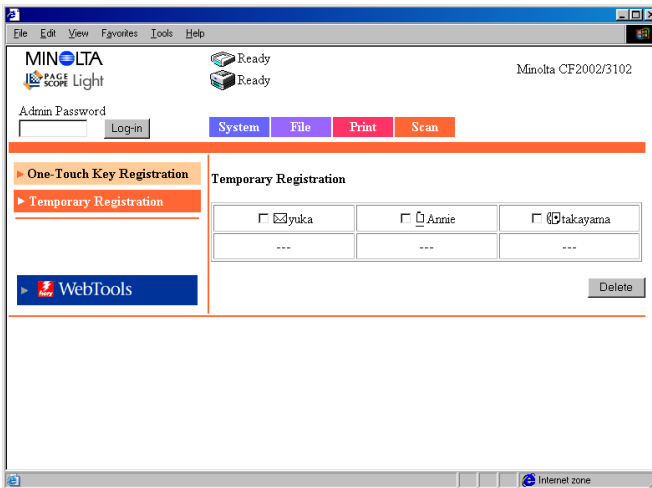 File Edit View Favorites Tools Help
MINOLTA
PAGE SCOPE Light
Ready
Ready
Minolta CF2002/3102
Admin Password
Log-in
System File Print Scan
One-Touch Key Registration
Temporary Registration
Temporary Registration
yuka Annie takayama
--- --- ---
Delete
fiery WebTools
Internet zone